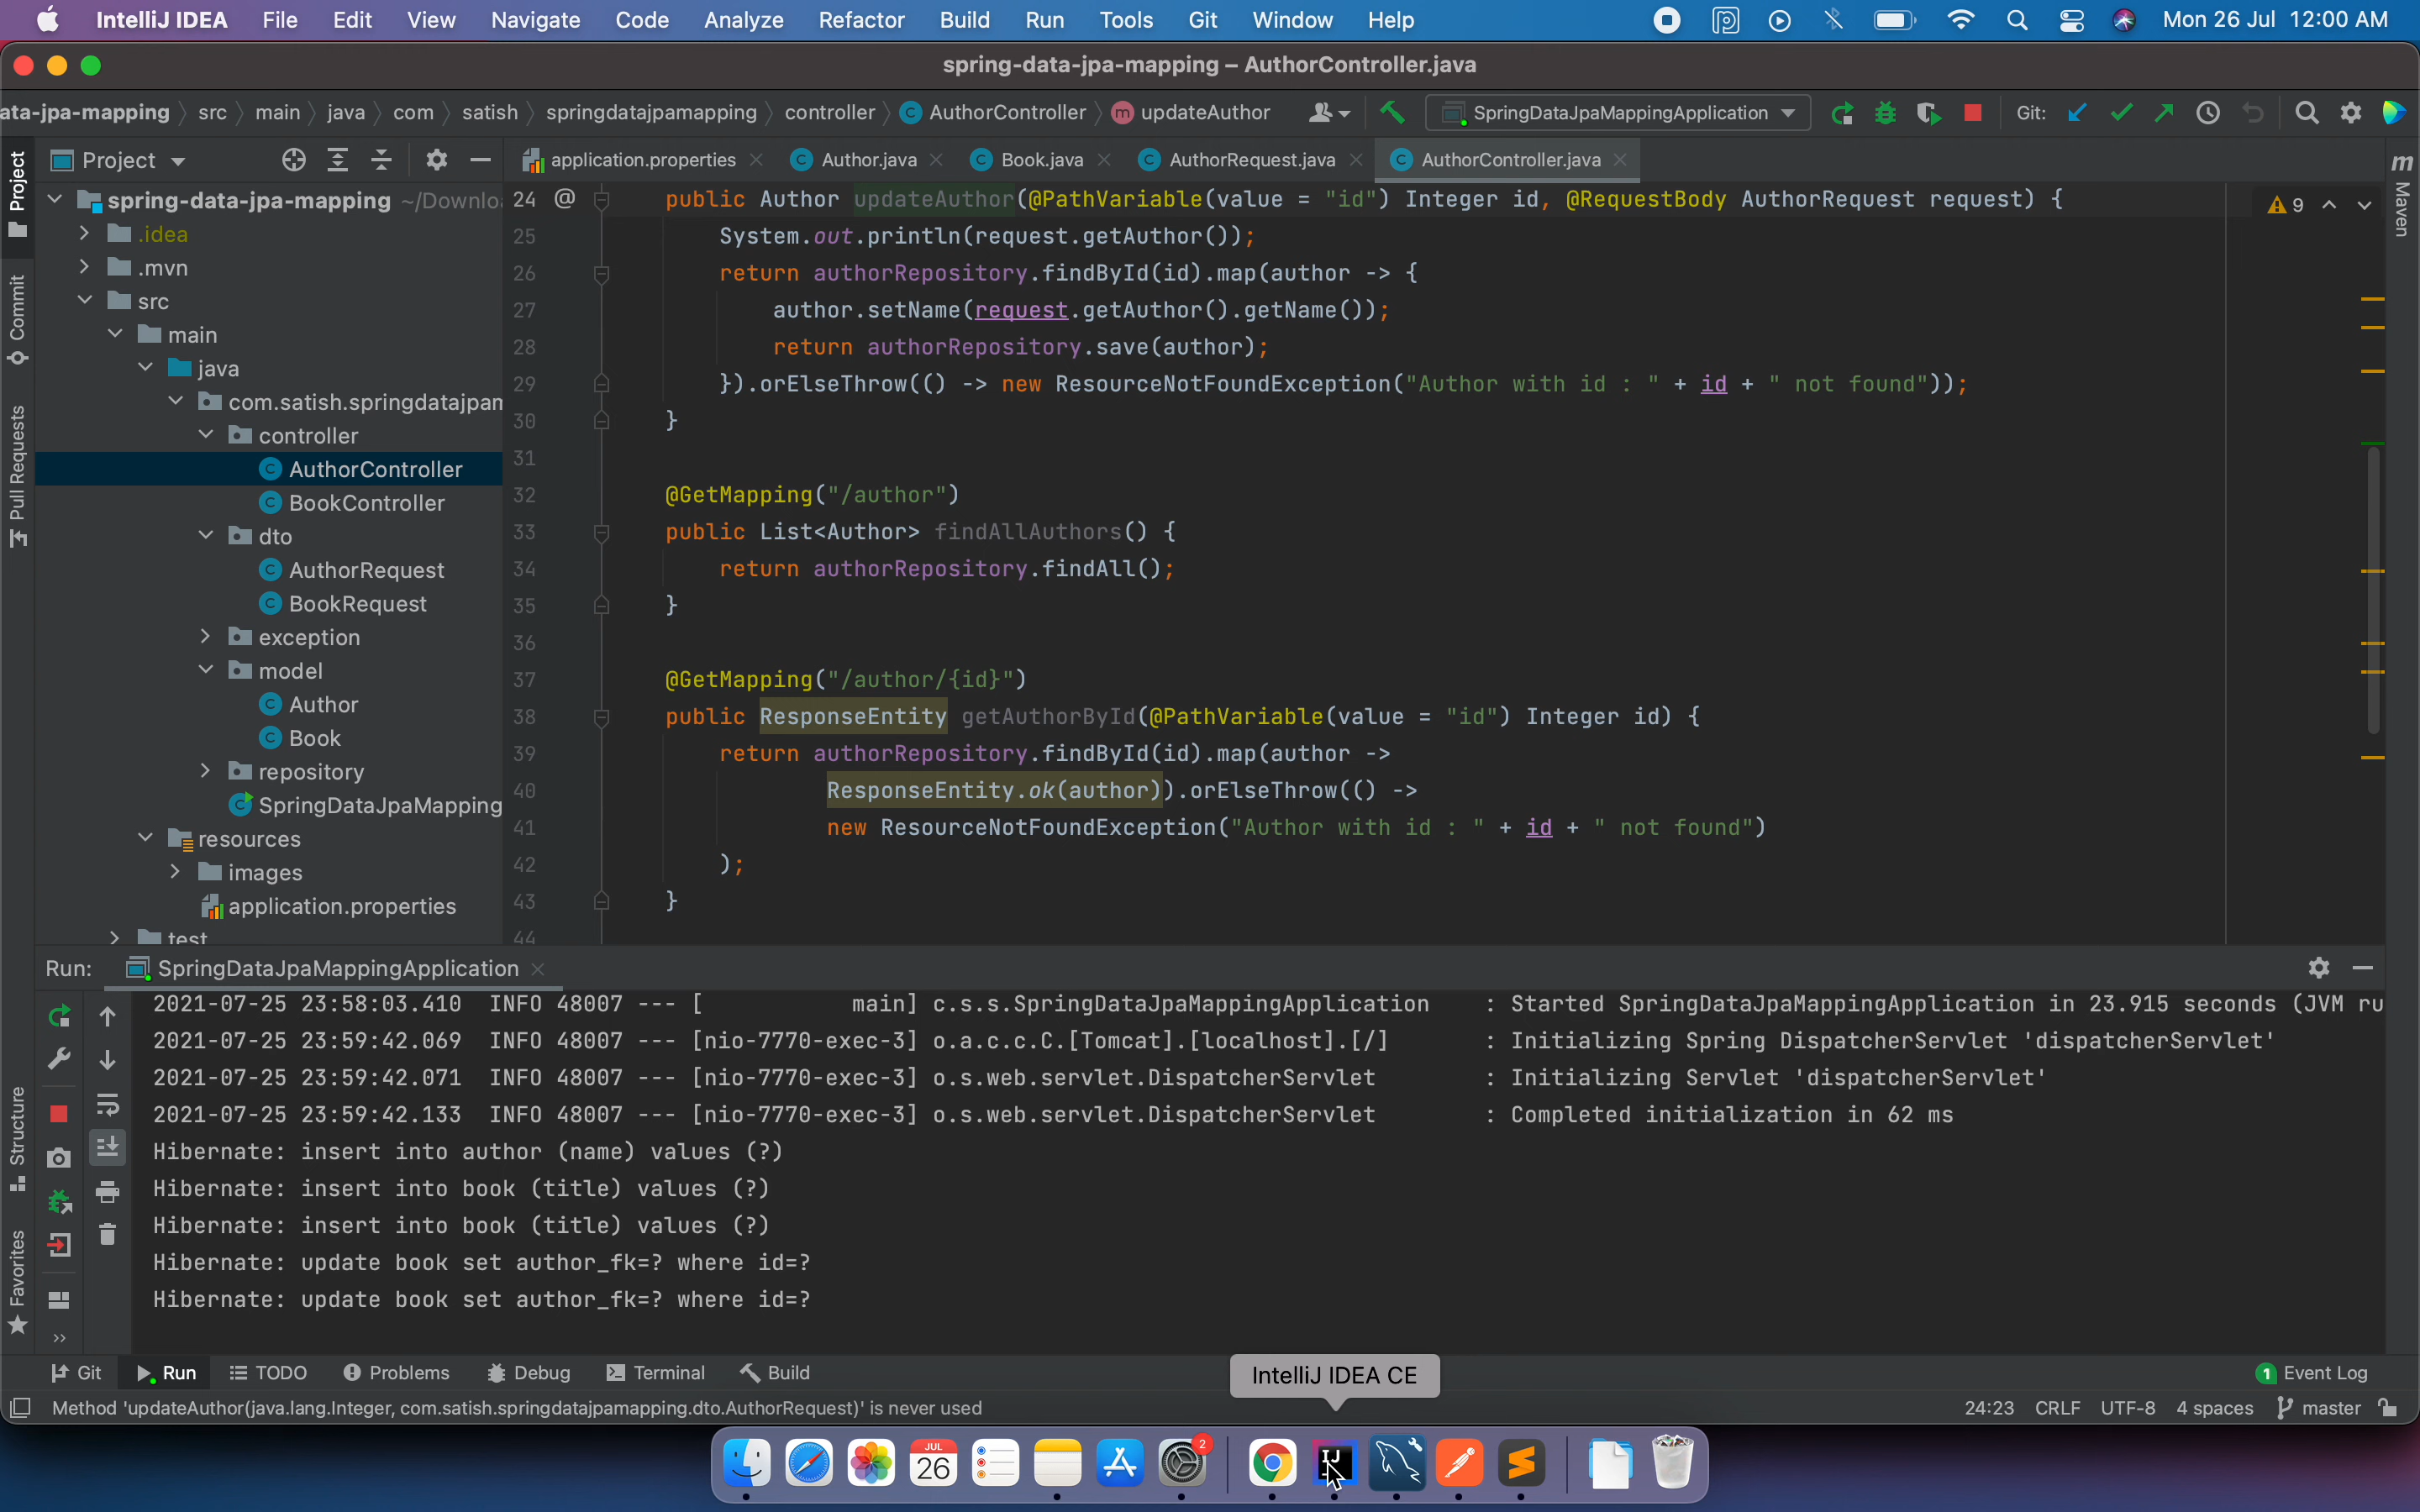 IntelliJ IDEA File Edit View Navigate Code Analyze Refactor Build Run Tools Git Window Help Mon 26 Jul 12:00 AM
spring-data-jpa-mapping – AuthorController.java
ata-jpa-mapping src main java com satish springdatajpamapping controller AuthorController updateAuthor SpringDataJpaMappingApplication Git:
Project application.properties Author.java Book.java AuthorRequest.java AuthorController.java
Project
Commit
Pull Requests
Structure
Favorites
Maven
spring-data-jpa-mapping ~/Downlo
.idea
.mvn
src
main
java
com.satish.springdatajpam
controller
AuthorController
BookController
dto
AuthorRequest
BookRequest
exception
model
Author
Book
repository
SpringDataJpaMapping
resources
images
application.properties
test
9
24 @ public Author updateAuthor(@PathVariable(value = "id") Integer id, @RequestBody AuthorRequest request) {
25 System.out.println(request.getAuthor());
26 return authorRepository.findById(id).map(author -> {
27 author.setName(request.getAuthor().getName());
28 return authorRepository.save(author);
29 }).orElseThrow(() -> new ResourceNotFoundException("Author with id : " + id + " not found"));
30 }
31
32 @GetMapping("/author")
33 public List<Author> findAllAuthors() {
34 return authorRepository.findAll();
35 }
36
37 @GetMapping("/author/{id}")
38 public ResponseEntity getAuthorById(@PathVariable(value = "id") Integer id) {
39 return authorRepository.findById(id).map(author ->
40 ResponseEntity.ok(author)).orElseThrow(() ->
41 new ResourceNotFoundException("Author with id : " + id + " not found")
42 );
43 }
44
Run: SpringDataJpaMappingApplication
2021-07-25 23:58:03.410 INFO 48007 --- [ main] c.s.s.SpringDataJpaMappingApplication : Started SpringDataJpaMappingApplication in 23.915 seconds (JVM ru
2021-07-25 23:59:42.069 INFO 48007 --- [nio-7770-exec-3] o.a.c.c.C.[Tomcat].[localhost].[/] : Initializing Spring DispatcherServlet 'dispatcherServlet'
2021-07-25 23:59:42.071 INFO 48007 --- [nio-7770-exec-3] o.s.web.servlet.DispatcherServlet : Initializing Servlet 'dispatcherServlet'
2021-07-25 23:59:42.133 INFO 48007 --- [nio-7770-exec-3] o.s.web.servlet.DispatcherServlet : Completed initialization in 62 ms
Hibernate: insert into author (name) values (?)
Hibernate: insert into book (title) values (?)
Hibernate: insert into book (title) values (?)
Hibernate: update book set author_fk=? where id=?
Hibernate: update book set author_fk=? where id=?
Git Run TODO Problems Debug Terminal Build IntelliJ IDEA CE 1 Event Log
Method 'updateAuthor(java.lang.Integer, com.satish.springdatajpamapping.dto.AuthorRequest)' is never used 24:23 CRLF UTF-8 4 spaces master
JUL
26
2
IJ